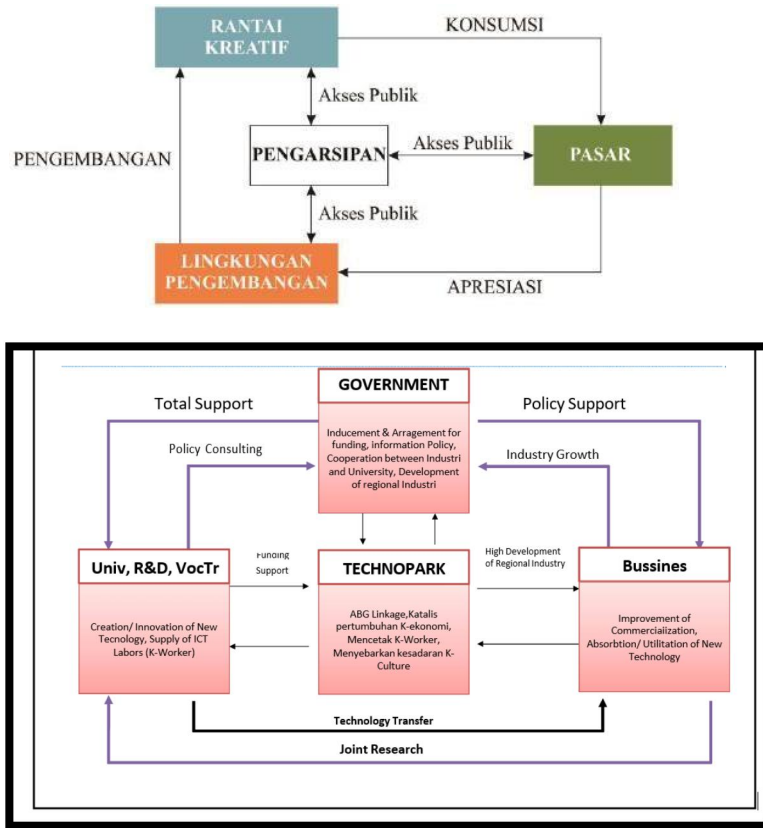 RANTAI
KREATIF
KONSUMSI
Akses Publik
PENGEMBANGAN
PENGARSIPAN
Akses Publik
PASAR
Akses Publik
LINGKUNGAN
PENGEMBANGAN
APRESIASI
GOVERNMENT
Total Support
Policy Support
Inducement & Arragement for
funding, information Policy,
Cooperation between Industri
and University, Development
of regional Industri
Policy Consulting
Industry Growth
Univ, R&D, VocTr
Funding
Support
TECHNOPARK
High Development
of Regional Industry
Bussines
Creation/ Innovation of New
Tecnology, Supply of ICT
Labors (K-Worker)
ABG Linkage,Katalis
pertumbuhan K-ekonomi,
Mencetak K-Worker,
Menyebarkan kesadaran K-
Culture
Improvement of
Commercialization,
Absorbtion/ Utilitation of New
Technology
Technology Transfer
Joint Research